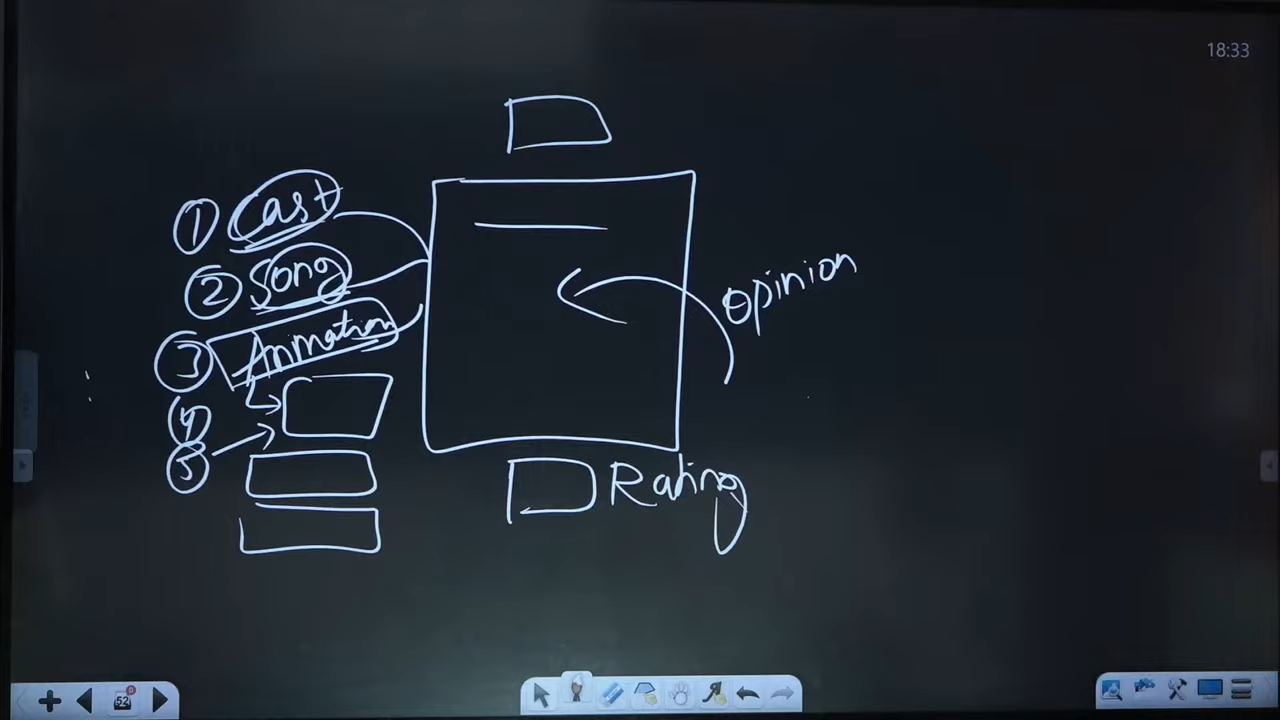 18:33
① Cast
② Song
③ Animation
④
⑤
opinion
Rating
52